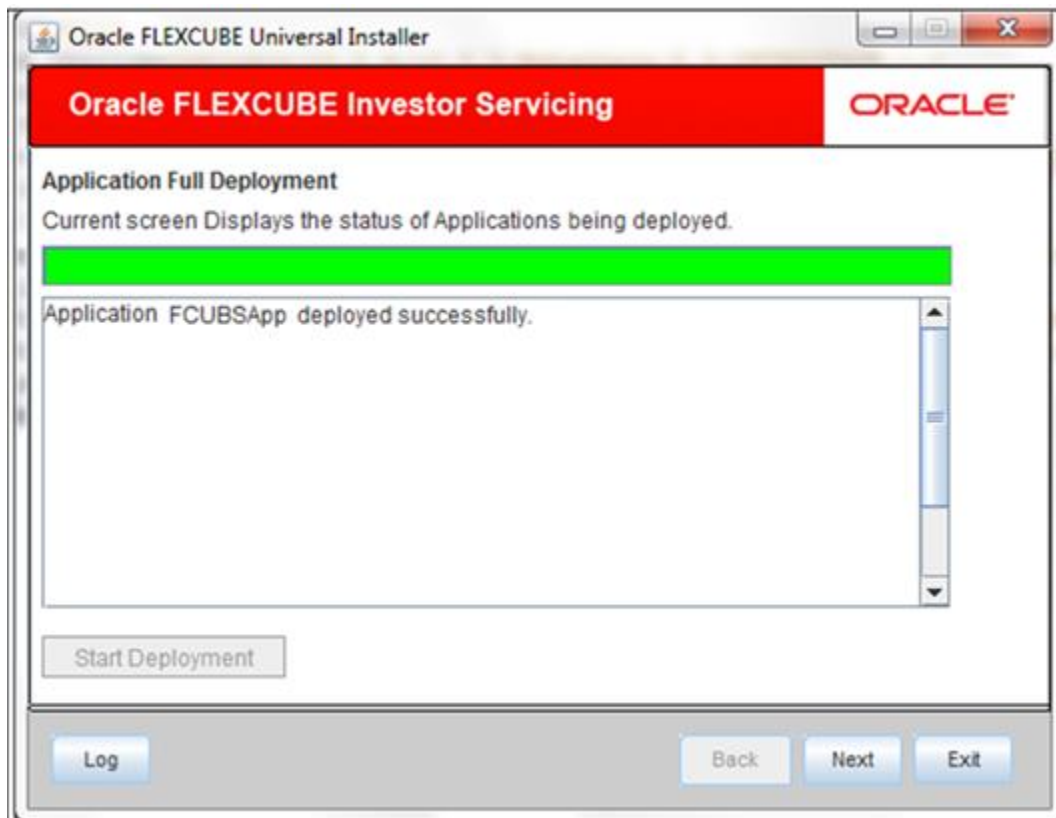 Oracle FLEXCUBE Universal Installer
Oracle FLEXCUBE Investor Servicing
ORACLE
Application Full Deployment
Current screen Displays the status of Applications being deployed.
Application FCUBSApp deployed successfully.
Start Deployment
Log
Back
Next
Exit